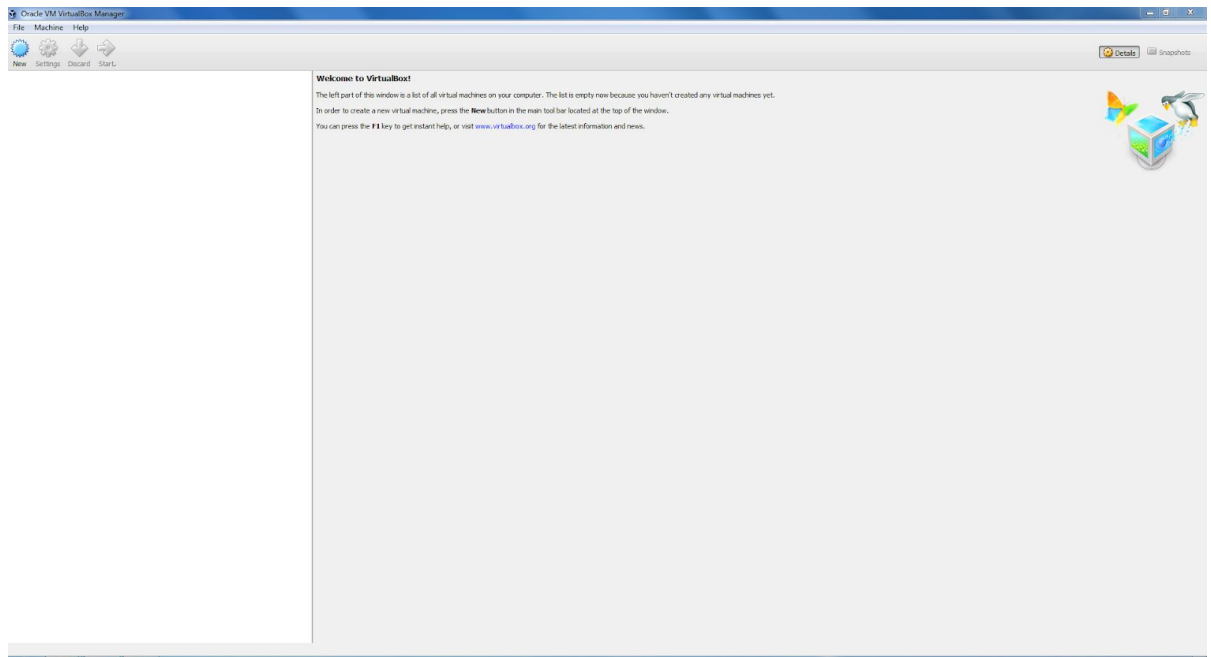 Oracle VM VirtualBox Manager
File Machine Help
New Settings Discard Start
Details Snapshots
Welcome to VirtualBox!
The left part of this window is a list of all virtual machines on your computer. The list is empty now because you haven't created any virtual machines yet.
In order to create a new virtual machine, press the New button in the main tool bar located at the top of the window.
You can press the F1 key to get instant help, or visit www.virtualbox.org for the latest information and news.